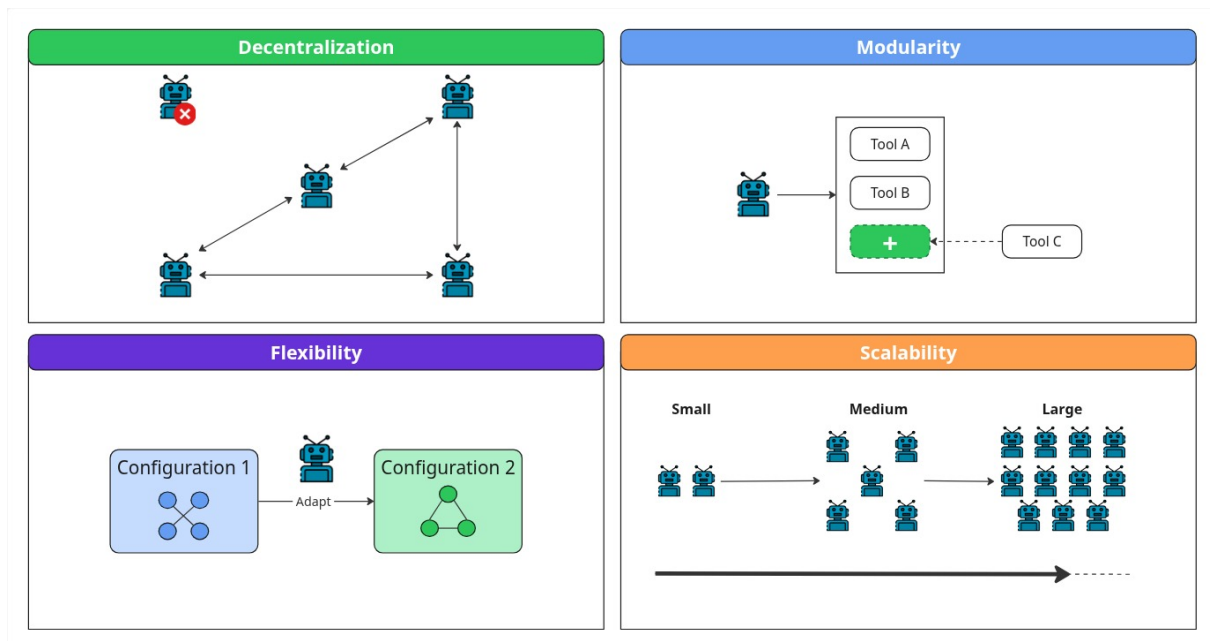 Decentralization
Modularity
Tool A
Tool B
+
Tool C
Flexibility
Configuration 1
Adapt
Configuration 2
Scalability
Small
Medium
Large